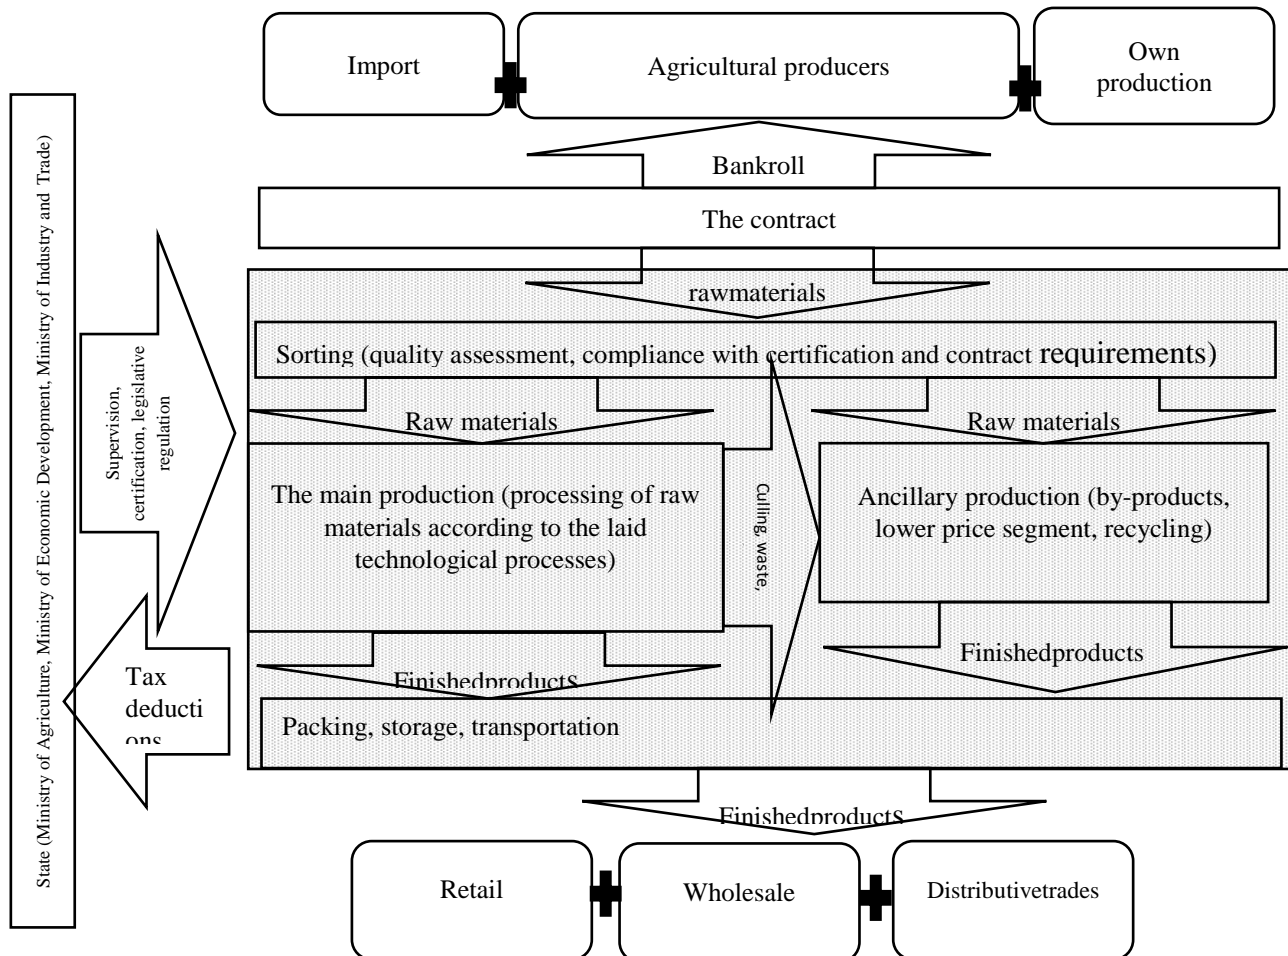 Import
Agricultural producers
Own
production
Bankroll
The contract
rawmaterials
Sorting (quality assessment, compliance with certification and contract requirements)
Raw materials
Raw materials
The main production (processing of raw
materials according to the laid
technological processes)
Culling, waste,
Ancillary production (by-products,
lower price segment, recycling)
Finishedproducts
Finishedproducts
Packing, storage, transportation
Finishedproducts
Retail
Wholesale
Distributivetrades
State (Ministry of Agriculture, Ministry of Economic Development, Ministry of Industry and Trade)
Supervision,
certification, legislative
regulation
Tax
deducti
ons